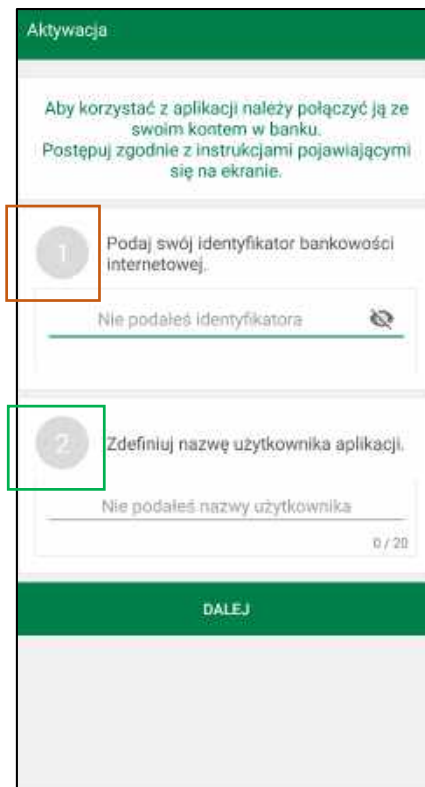 Aktywacja
Aby korzystać z aplikacji należy połączyć ją ze
swoim kontem w banku.
Postępuj zgodnie z instrukcjami pojawiającymi
się na ekranie.
1
Podaj swój identyfikator bankowości
internetowej.
Nie podałeś identyfikatora
2
Zdefiniuj nazwę użytkownika aplikacji.
Nie podałeś nazwy użytkownika
0 / 20
DALEJ